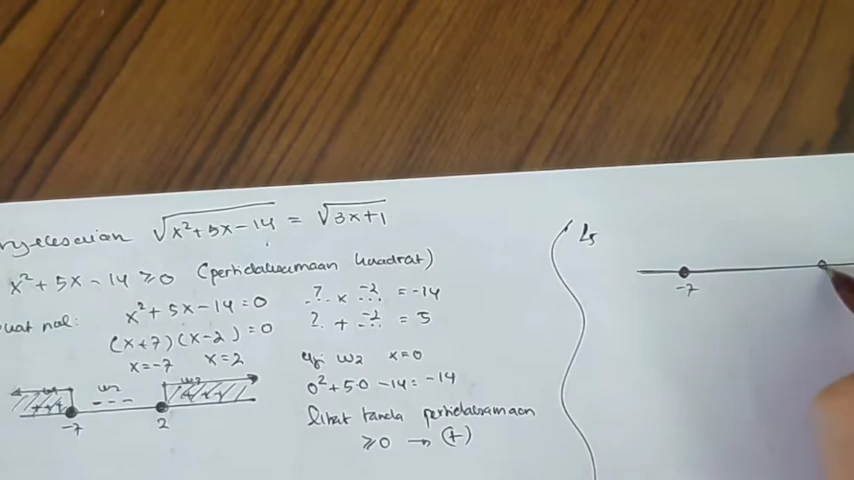 √x²+5x-14 = √3x+1
x²+5x-14 ≥0 (pertidaksamaan kuadrat)
x²+5x-14=0
(x+7)(x-2)=0
x=-7 x=2
+++ w2 --- +++
-7 2
.?. x -2 = -14
? + -2 = 5
Uji w2 x=0
0²+5.0-14=-14
lihat tanda pertidaksamaan
≥0 → (+)
-7